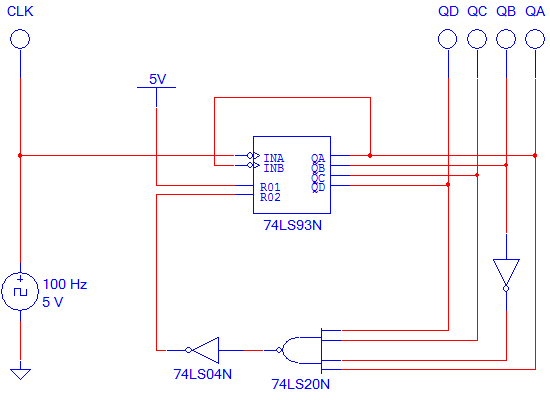 CLK
QD QC QB QA
5V
INA QA
INB QB
QC
R01 QD
R02
74LS93N
100 Hz
5 V
74LS04N
74LS20N